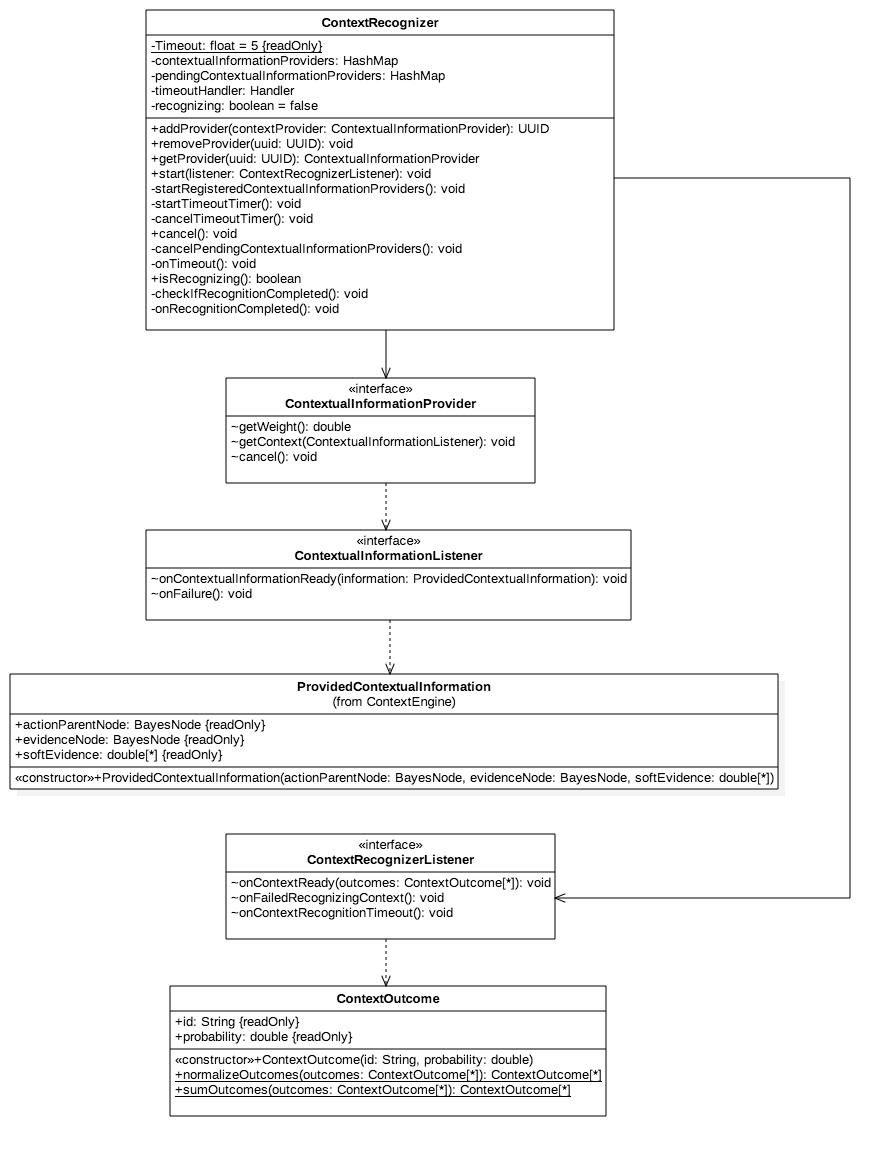 ContextRecognizer
-Timeout: float = 5 {readOnly}
-contextualInformationProviders: HashMap
-pendingContextualInformationProviders: HashMap
-timeoutHandler: Handler
-recognizing: boolean = false
+addProvider(contextProvider: ContextualInformationProvider): UUID
+removeProvider(uuid: UUID): void
+getProvider(uuid: UUID): ContextualInformationProvider
+start(listener: ContextRecognizerListener): void
-startRegisteredContextualInformationProviders(): void
-startTimeoutTimer(): void
-cancelTimeoutTimer(): void
+cancel(): void
-cancelPendingContextualInformationProviders(): void
-onTimeout(): void
+isRecognizing(): boolean
-checkIfRecognitionCompleted(): void
-onRecognitionCompleted(): void
«interface»
ContextualInformationProvider
~getWeight(): double
~getContext(ContextualInformationListener): void
~cancel(): void
«interface»
ContextualInformationListener
~onContextualInformationReady(information: ProvidedContextualInformation): void
~onFailure(): void
ProvidedContextualInformation
(from ContextEngine)
+actionParentNode: BayesNode {readOnly}
+evidenceNode: BayesNode {readOnly}
+softEvidence: double[*] {readOnly}
«constructor»+ProvidedContextualInformation(actionParentNode: BayesNode, evidenceNode: BayesNode, softEvidence: double[*])
«interface»
ContextRecognizerListener
~onContextReady(outcomes: ContextOutcome[*]): void
~onFailedRecognizingContext(): void
~onContextRecognitionTimeout(): void
ContextOutcome
+id: String {readOnly}
+probability: double {readOnly}
«constructor»+ContextOutcome(id: String, probability: double)
+normalizeOutcomes(outcomes: ContextOutcome[*]): ContextOutcome[*]
+sumOutcomes(outcomes: ContextOutcome[*]): ContextOutcome[*]